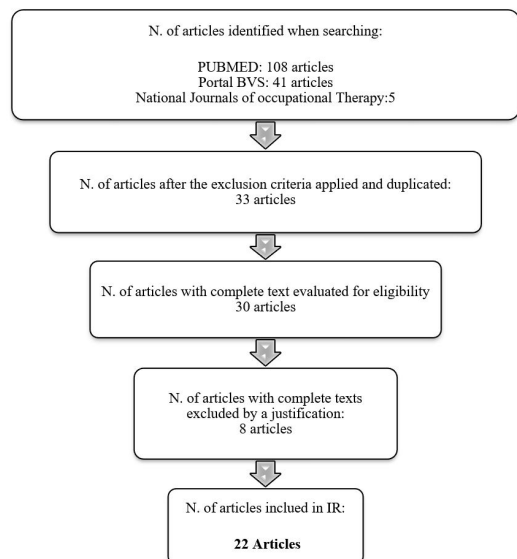 N. of articles identified when searching:
PUBMED: 108 articles
Portal BVS: 41 articles
National Journals of occupational Therapy:5
N. of articles after the exclusion criteria applied and duplicated:
33 articles
N. of articles with complete text evaluated for eligibility
30 articles
N. of articles with complete texts
excluded by a justification:
8 articles
N. of articles inclued in IR:
22 Articles